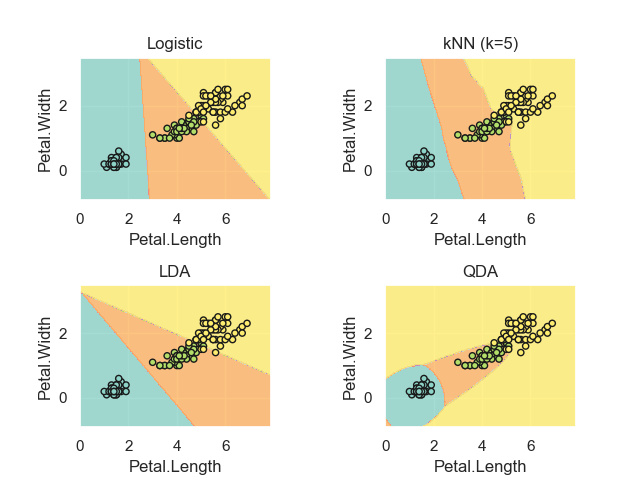 Logistic
Petal.Width
2
0
0 2 4 6
Petal.Length
kNN (k=5)
Petal.Width
2
0
0 2 4 6
Petal.Length
LDA
Petal.Width
2
0
0 2 4 6
Petal.Length
QDA
Petal.Width
2
0
0 2 4 6
Petal.Length